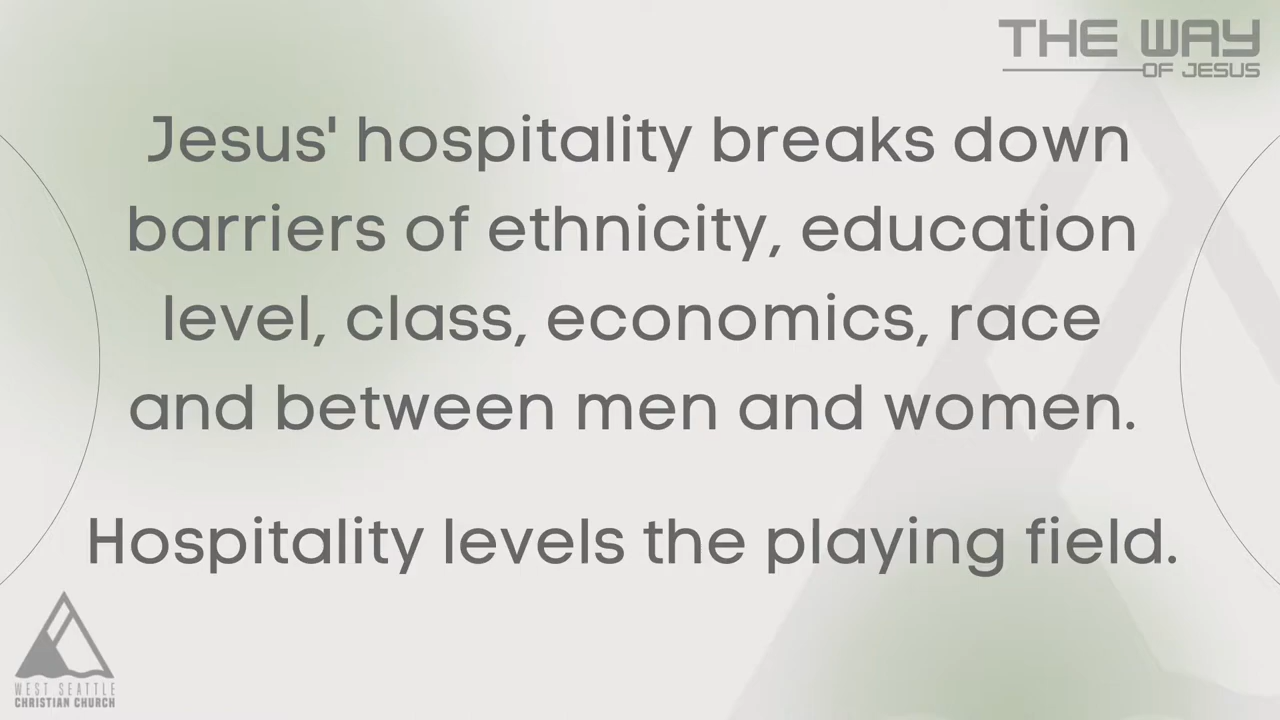 THE WAY
OF JESUS
Jesus' hospitality breaks down
barriers of ethnicity, education
level, class, economics, race
and between men and women.
Hospitality levels the playing field.
WEST SEATTLE
CHRISTIAN CHURCH